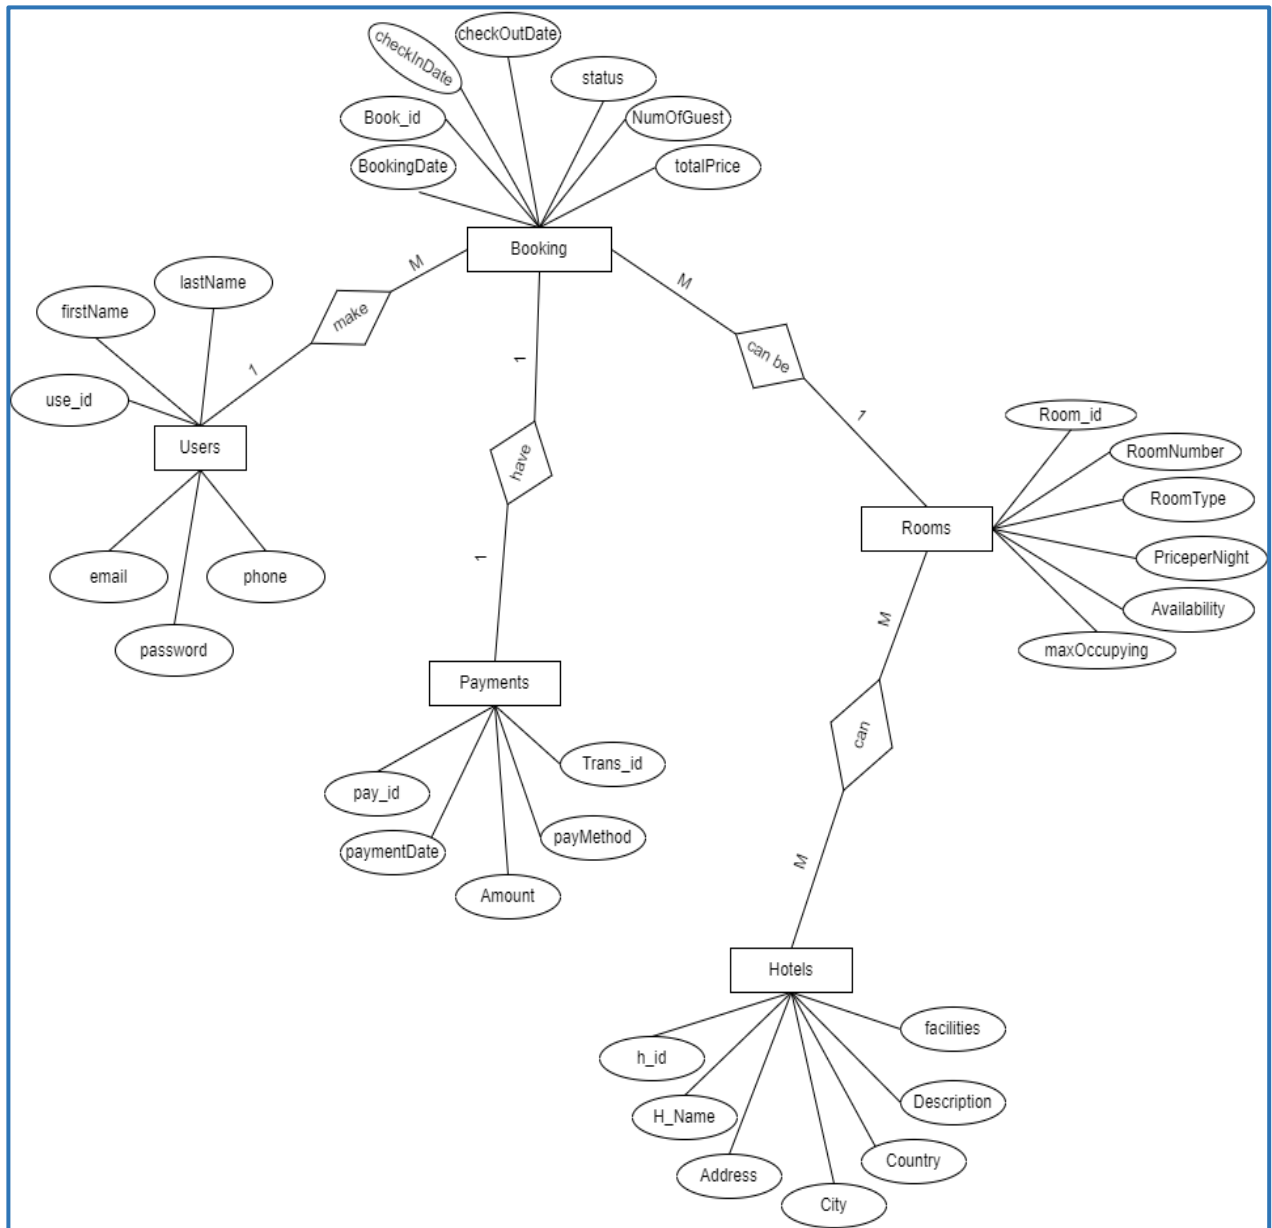 checkOutDate
checkInDate
status
Book_id
NumOfGuest
BookingDate
totalPrice
Booking
M
M
lastName
firstName
make
1
can be
1
use_id
1
Room_id
Users
have
RoomNumber
RoomType
Rooms
1
PriceperNight
email
phone
Availability
M
password
maxOccupying
Payments
can
Trans_id
pay_id
payMethod
paymentDate
M
Amount
Hotels
facilities
h_id
Description
H_Name
Country
Address
City